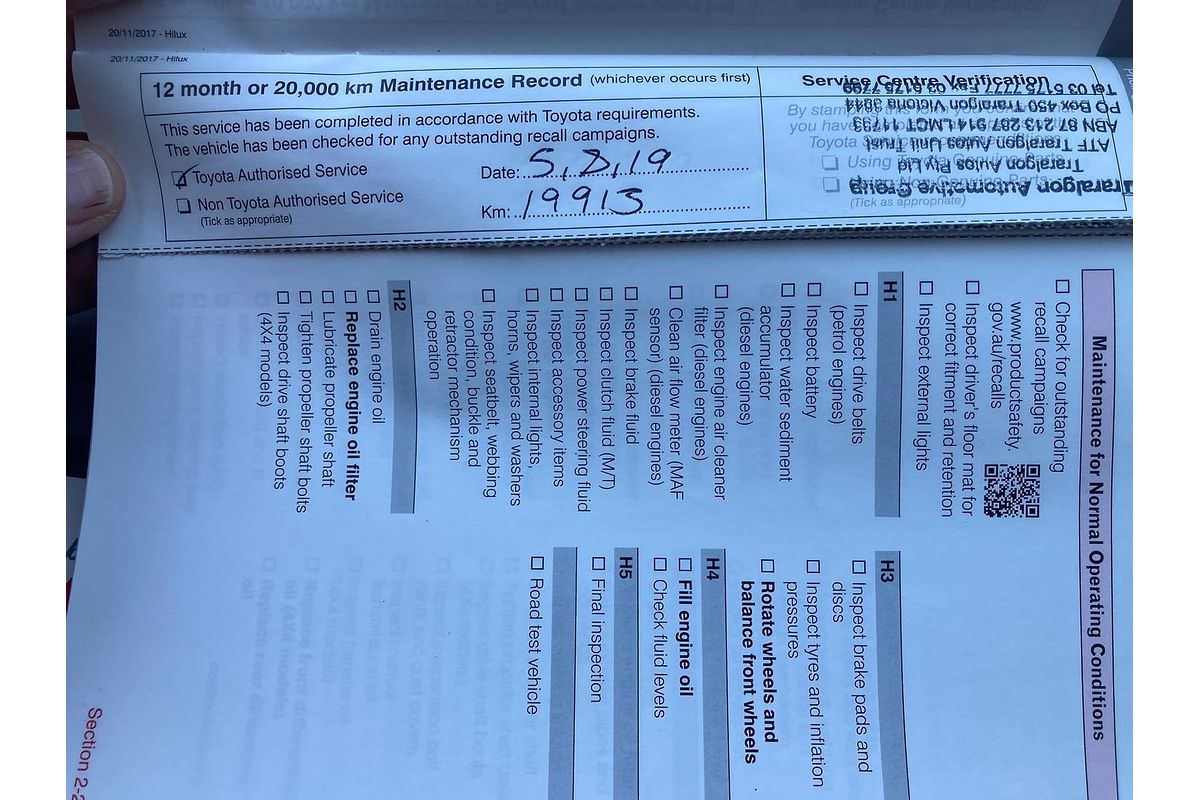 20/11/2017 - Hilux
20/11/2017 - Hilux
12 month or 20,000 km Maintenance Record (whichever occurs first)
This service has been completed in accordance with Toyota requirements.
The vehicle has been checked for any outstanding recall campaigns.
Toyota Authorised Service
Date: 5,8,19
Non Toyota Authorised Service
(Tick as appropriate)
Km: 19913
Service Centre Verification
By stamping
you have
Toyota
Using
Using Non Genuine Parts
(Tick as appropriate)
Traralgon Automotive Group
Traralgon Autos Pty Ltd
ATF Traralgon Autos Unit Trust
ABN 87 213 287 914 LMCT 11793
PO Box 450 Traralgon Victoria 3844
Tel 03 5175 7777 Fax 03 5175 7799
Maintenance for Normal Operating Conditions
Check for outstanding
recall campaigns
www.productsafety.
gov.au/recalls
Inspect driver's floor mat for
correct fitment and retention
Inspect external lights
H1
Inspect drive belts
(petrol engines)
Inspect battery
Inspect water sediment
accumulator
(diesel engines)
Inspect engine air cleaner
filter (diesel engines)
Clean air flow meter (MAF
sensor) (diesel engines)
Inspect brake fluid
Inspect clutch fluid (M/T)
Inspect power steering fluid
Inspect accessory items
Inspect internal lights,
horns, wipers and washers
Inspect seatbelt, webbing
condition, buckle and
retractor mechanism
operation
H2
Drain engine oil
Replace engine oil filter
Lubricate propeller shaft
Tighten propeller shaft bolts
Inspect drive shaft boots
(4X4 models)
H3
Inspect brake pads and
discs
Inspect tyres and inflation
pressures
Rotate wheels and
balance front wheels
H4
Fill engine oil
Check fluid levels
H5
Final inspection
Road test vehicle
Section 2-2